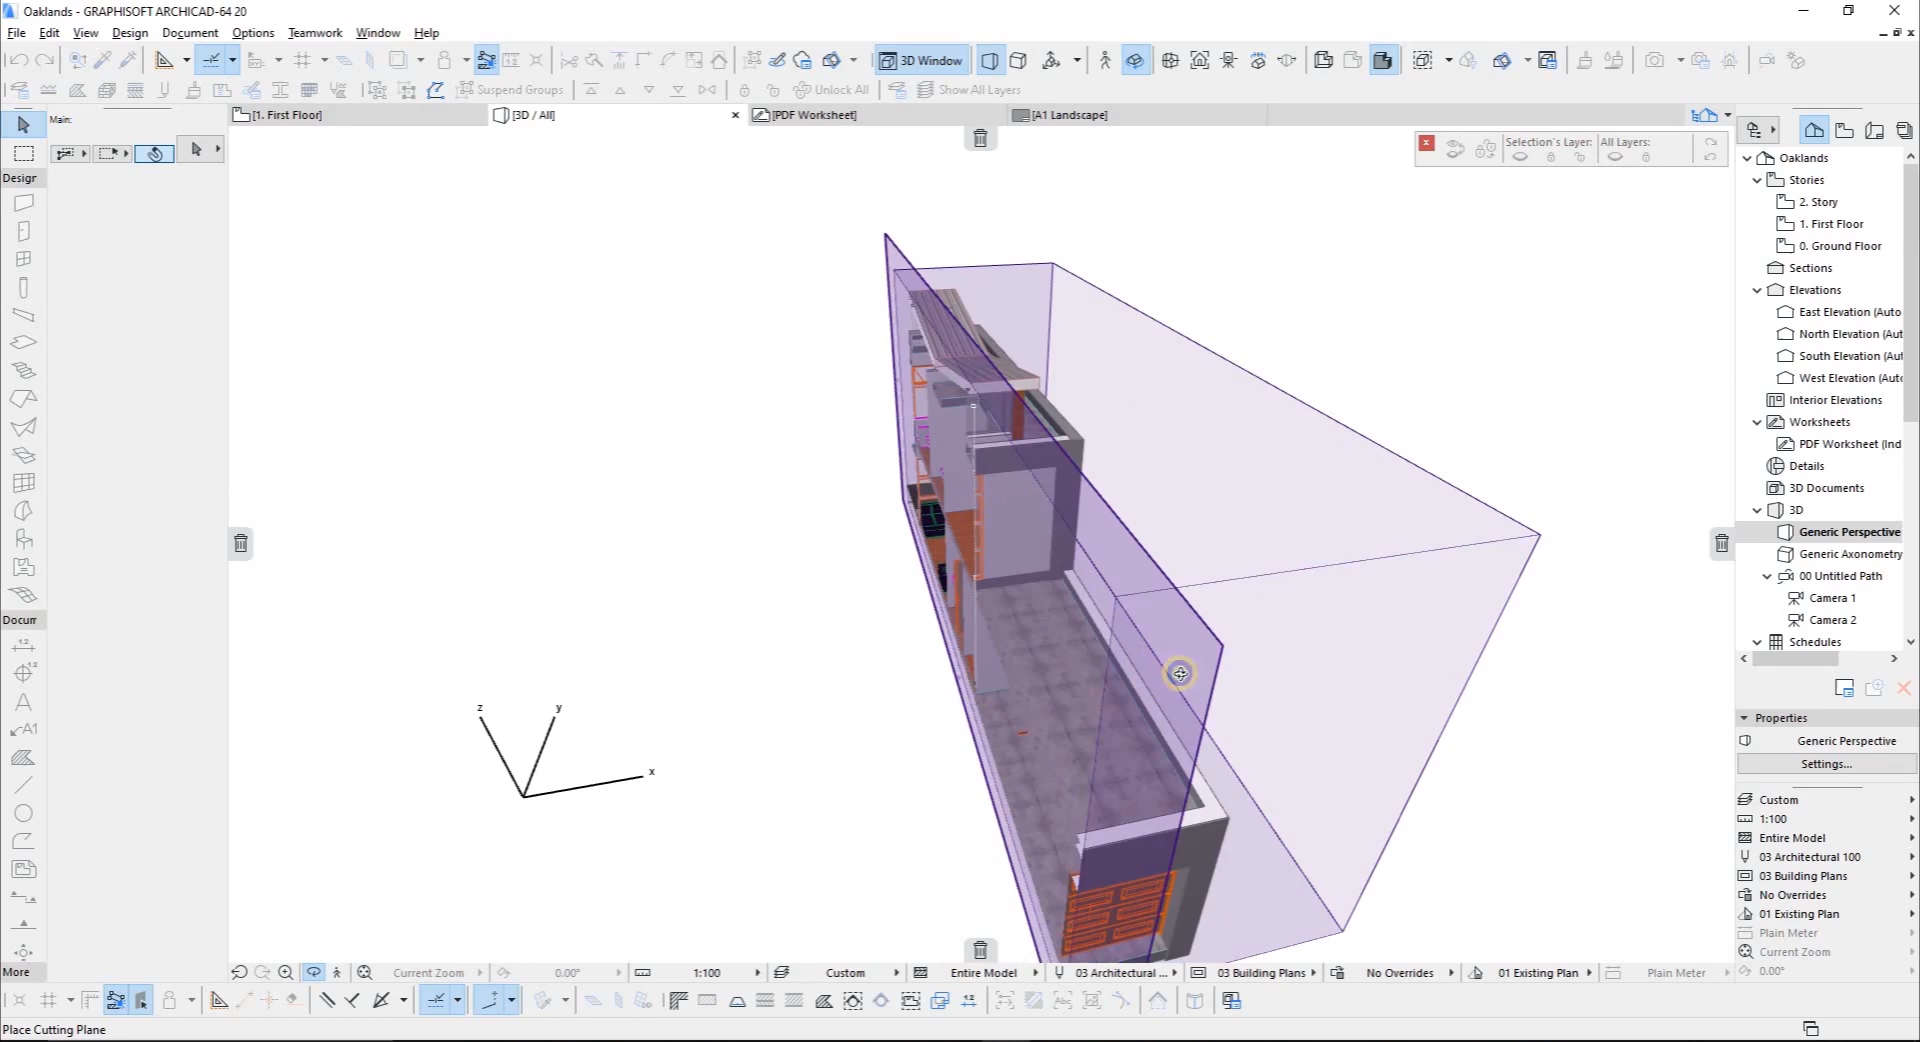 Oaklands - GRAPHISOFT ARCHICAD-64 20
File Edit View Design Document Options Teamwork Window Help
3D Window
Suspend Groups
Unlock All
Show All Layers
Main:
[1. First Floor]
[3D / All]
[PDF Worksheet]
[A1 Landscape]
Selection's Layer:
All Layers:
Design
Docum
More
z
y
x
Oaklands
Stories
2. Story
1. First Floor
0. Ground Floor
Sections
Elevations
East Elevation (Auto
North Elevation (Aut
South Elevation (Aut
West Elevation (Auto
Interior Elevations
Worksheets
PDF Worksheet (Ind
Details
3D Documents
3D
Generic Perspective
Generic Axonometry
00 Untitled Path
Camera 1
Camera 2
Schedules
Properties
Generic Perspective
Settings...
Custom
1:100
Entire Model
03 Architectural 100
03 Building Plans
No Overrides
01 Existing Plan
Plain Meter
Current Zoom
0.00°
Current Zoom
0.00°
1:100
Custom
Entire Model
03 Architectural ...
03 Building Plans
No Overrides
01 Existing Plan
Plain Meter
Place Cutting Plane